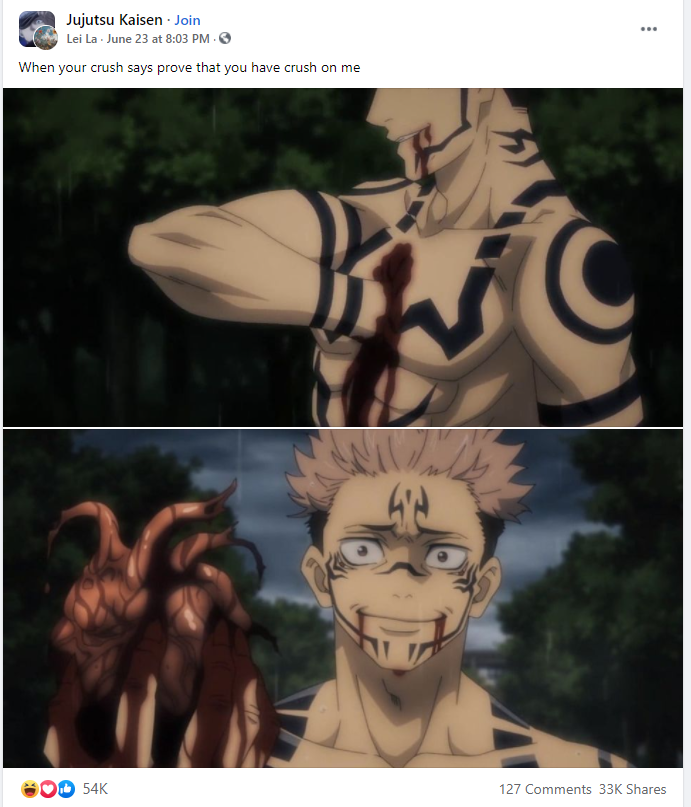 Jujutsu Kaisen · Join
Lei La · June 23 at 8:03 PM ·
When your crush says prove that you have crush on me
54K
127 Comments 33K Shares